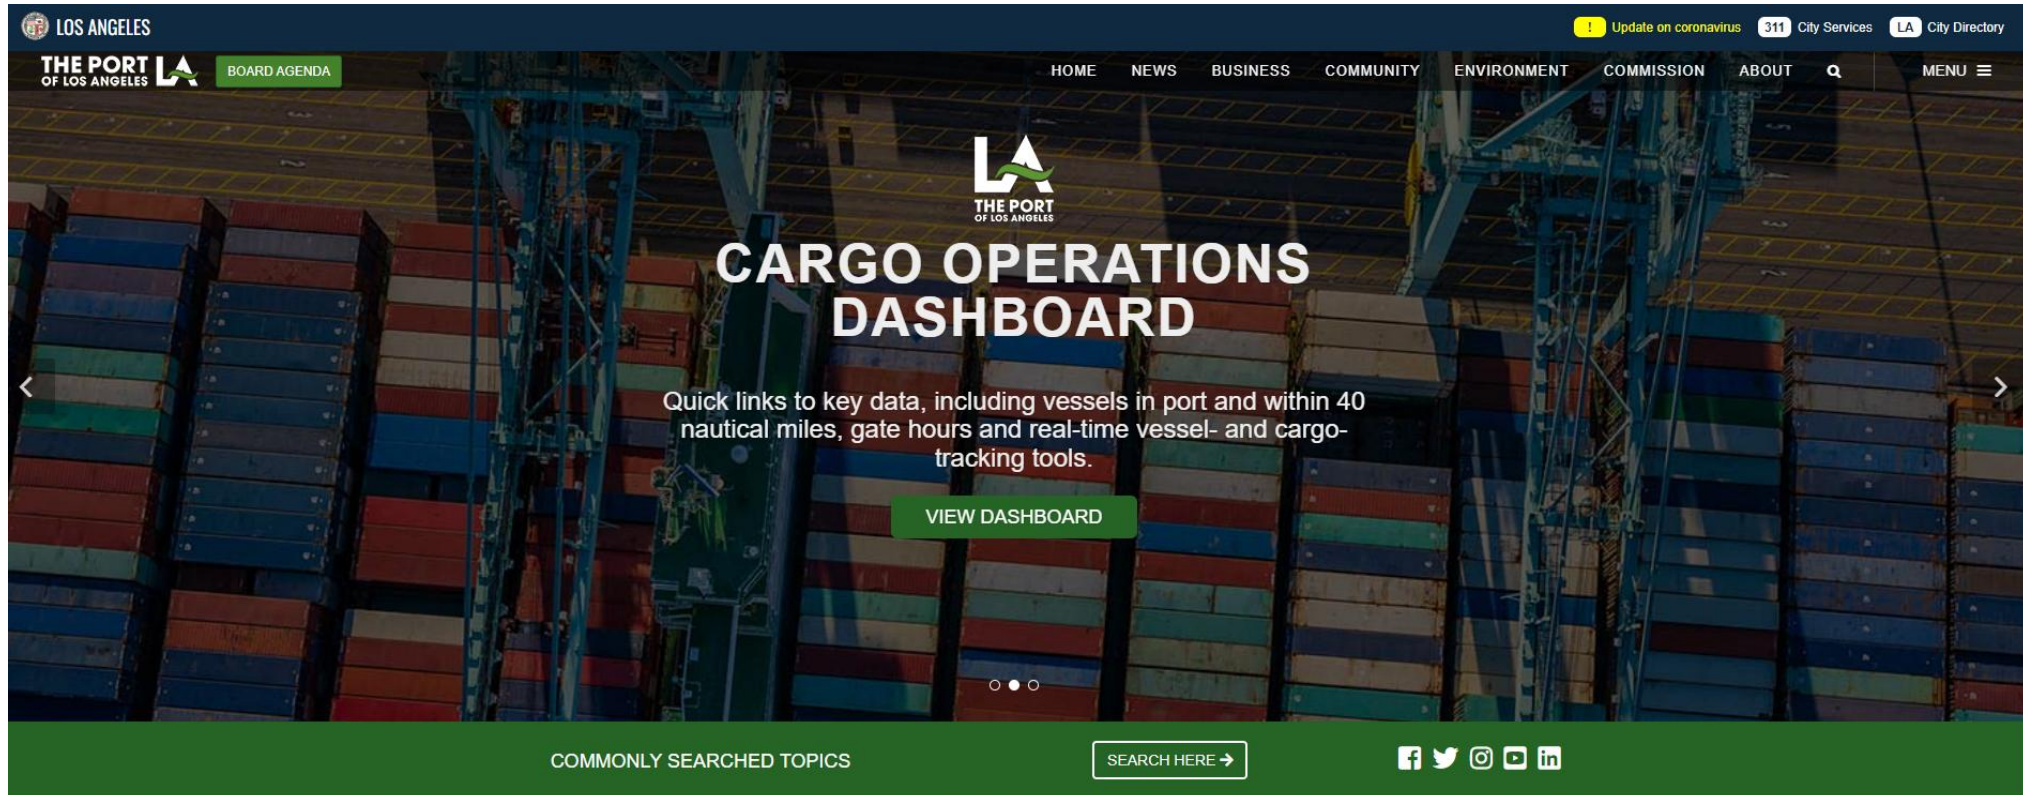 LOS ANGELES
! Update on coronavirus 311 City Services LA City Directory
THE PORT
OF LOS ANGELES
LA
BOARD AGENDA
HOME NEWS BUSINESS COMMUNITY ENVIRONMENT COMMISSION ABOUT MENU
LA
THE PORT
OF LOS ANGELES
CARGO OPERATIONS
DASHBOARD
Quick links to key data, including vessels in port and within 40
nautical miles, gate hours and real-time vessel- and cargo-
tracking tools.
VIEW DASHBOARD
COMMONLY SEARCHED TOPICS
SEARCH HERE →